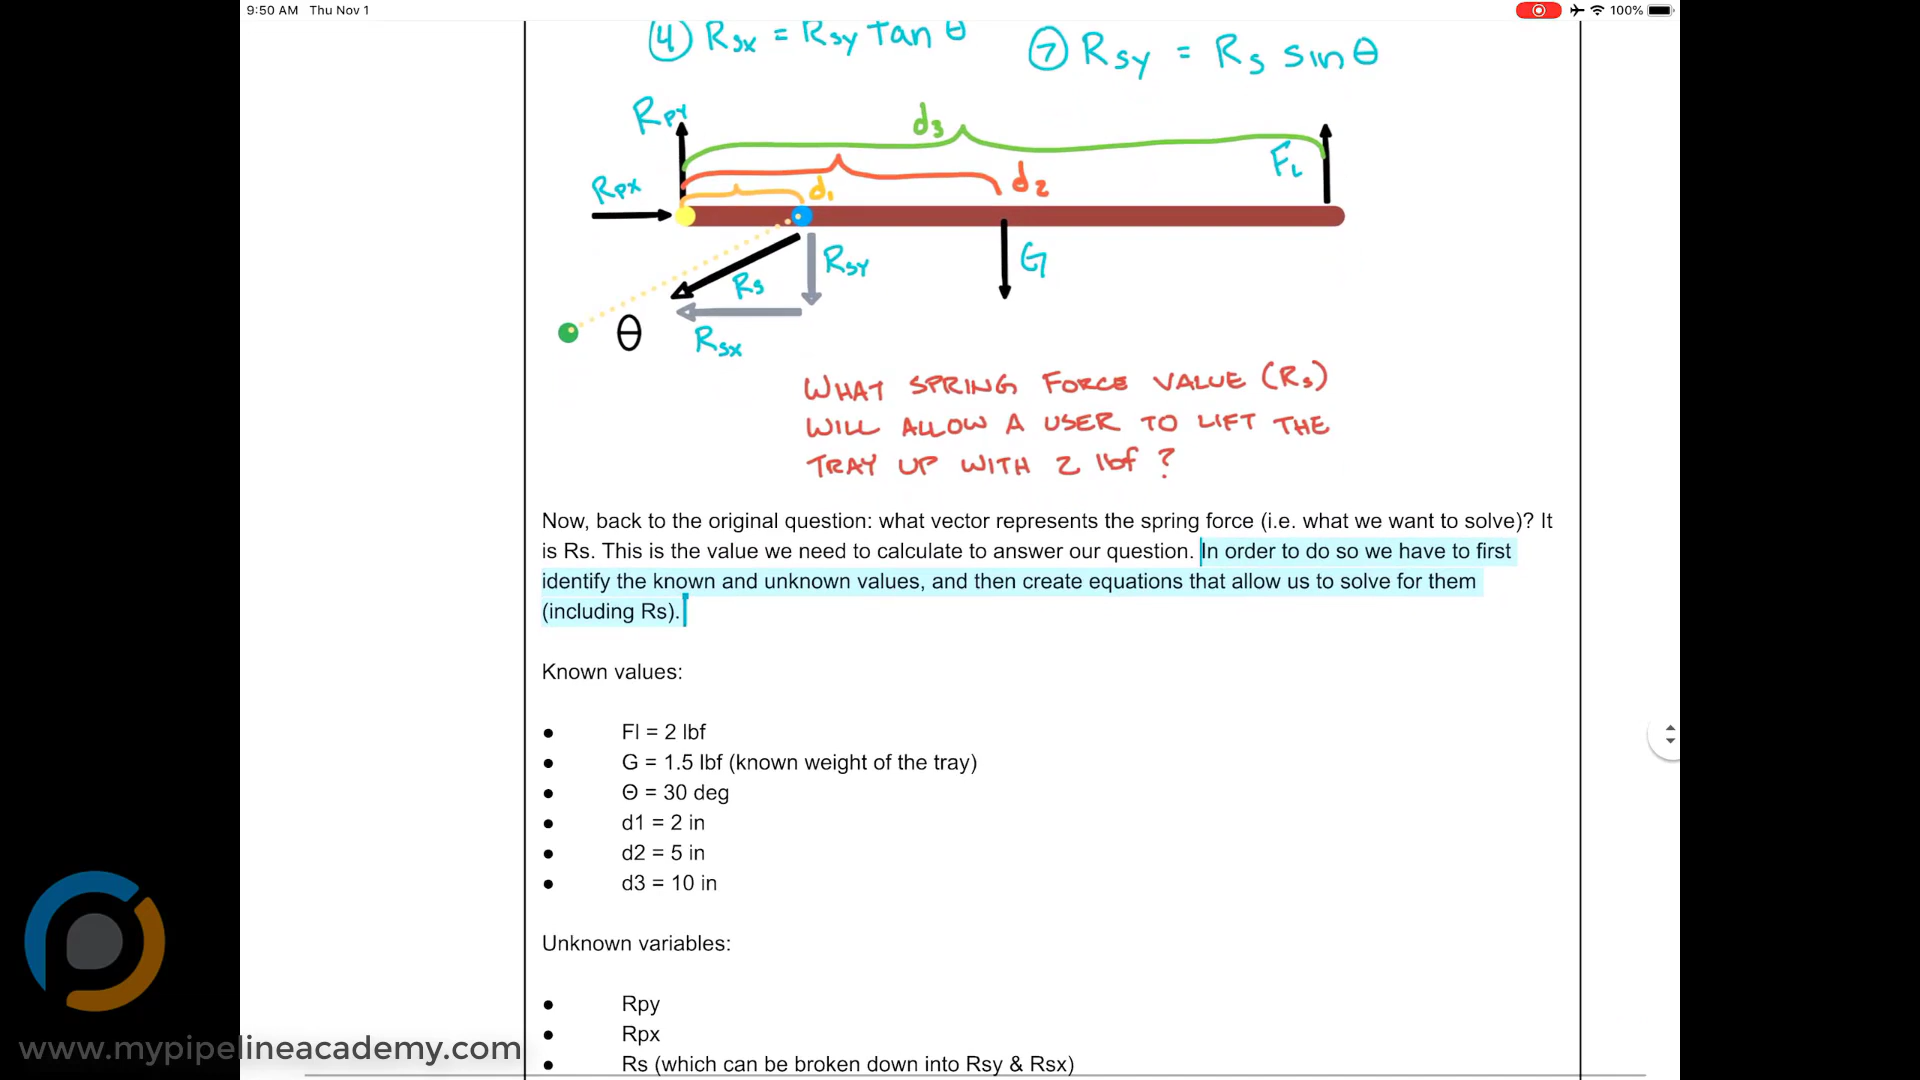 9:50 AM Thu Nov 1
100%
④ Rsx = Rsy Tan θ
⑦ Rsy = Rs sin θ
RPY
d3
FL
RPX
d1
d2
Rs
RSY
G
θ
Rsx
WHAT SPRING FORCE VALUE (Rs)
WILL ALLOW A USER TO LIFT THE
TRAY UP WITH 2 lbf ?
Now, back to the original question: what vector represents the spring force (i.e. what we want to solve)? It
is Rs. This is the value we need to calculate to answer our question. In order to do so we have to first
identify the known and unknown values, and then create equations that allow us to solve for them
(including Rs).
Known values:
● Fl = 2 lbf
● G = 1.5 lbf (known weight of the tray)
● Θ = 30 deg
● d1 = 2 in
● d2 = 5 in
● d3 = 10 in
Unknown variables:
● Rpy
● Rpx
● Rs (which can be broken down into Rsy & Rsx)
www.mypipelineacademy.com